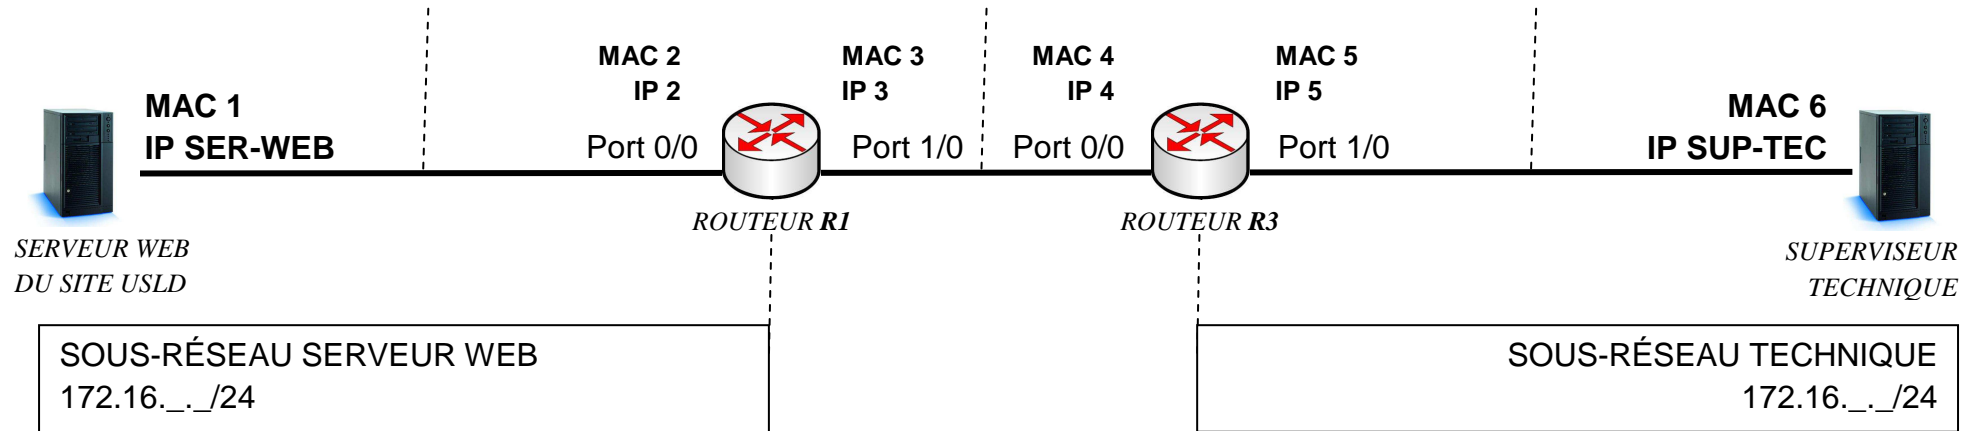 MAC 1
IP SER-WEB
MAC 2
IP 2
Port 0/0
MAC 3
IP 3
Port 1/0
MAC 4
IP 4
Port 0/0
MAC 5
IP 5
Port 1/0
MAC 6
IP SUP-TEC
SERVEUR WEB
DU SITE USLD
ROUTEUR R1
ROUTEUR R3
SUPERVISEUR
TECHNIQUE
SOUS-RÉSEAU SERVEUR WEB
172.16._._/24
SOUS-RÉSEAU TECHNIQUE
172.16._._/24